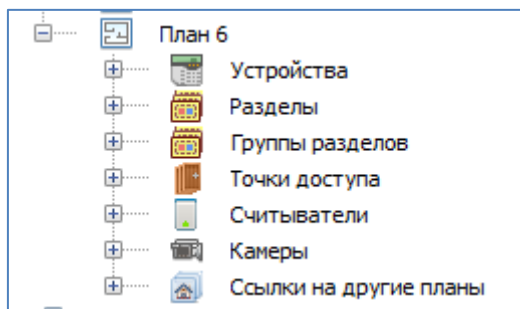 План 6
Устройства
Разделы
Группы разделов
Точки доступа
Считыватели
Камеры
Ссылки на другие планы